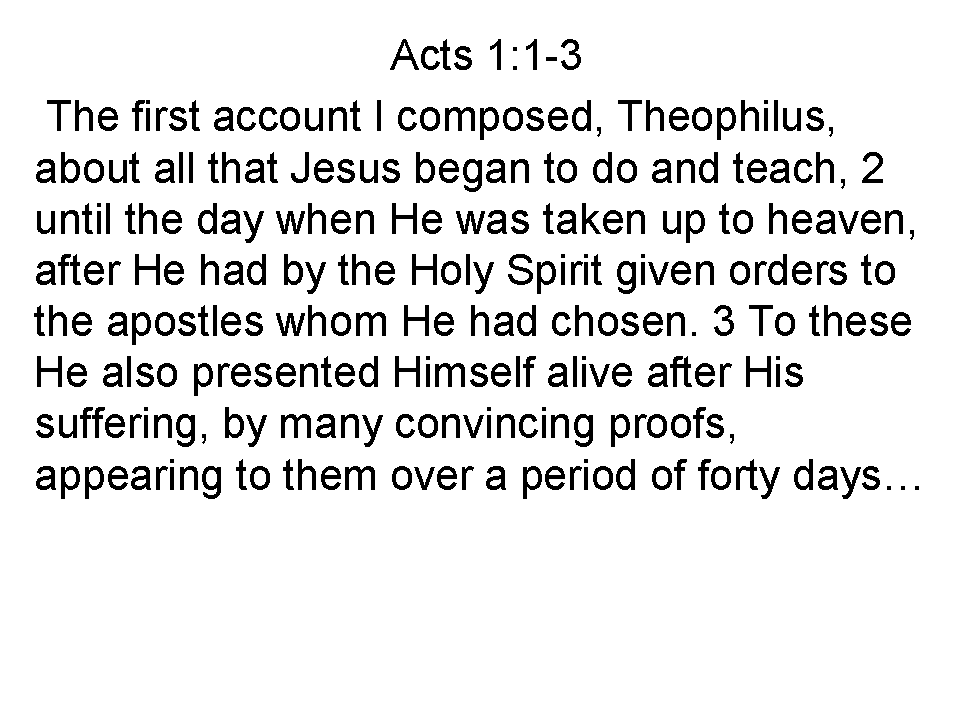 Acts 1:1-3
The first account I composed, Theophilus,
about all that Jesus began to do and teach, 2
until the day when He was taken up to heaven,
after He had by the Holy Spirit given orders to
the apostles whom He had chosen. 3 To these
He also presented Himself alive after His
suffering, by many convincing proofs,
appearing to them over a period of forty days…